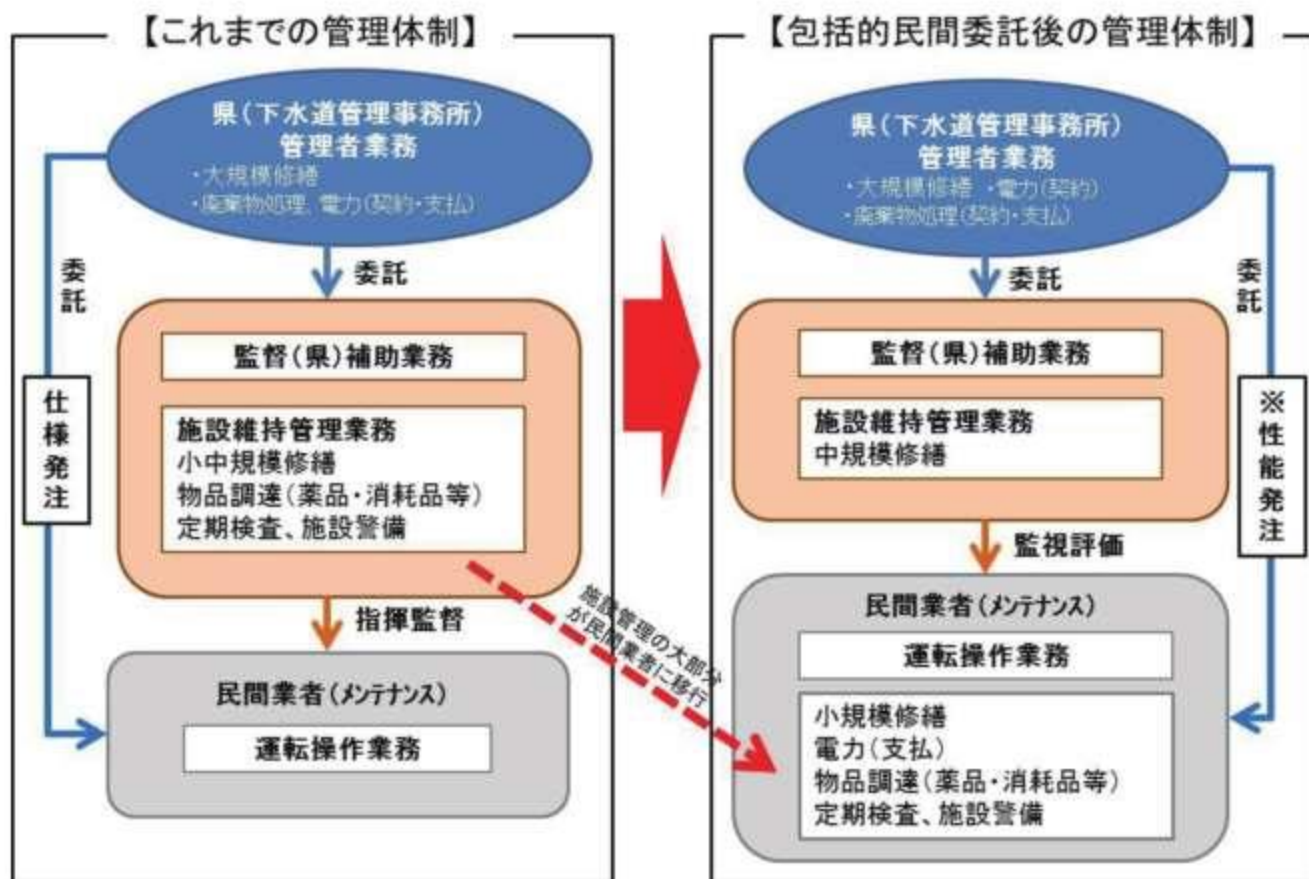 【これまでの管理体制】
県(下水道管理事務所)
管理者業務
・大規模修繕
・廃棄物処理、電力(契約・支払)
委託
委託
仕様発注
監督(県)補助業務
施設維持管理業務
小中規模修繕
物品調達(薬品・消耗品等)
定期検査、施設警備
指揮監督
民間業者(メンテナンス)
運転操作業務
施設管理の大部分
が民間業者に移行
【包括的民間委託後の管理体制】
県(下水道管理事務所)
管理者業務
・大規模修繕 ・電力(契約)
・廃棄物処理(契約・支払)
委託
委託
※性能発注
監督(県)補助業務
施設維持管理業務
中規模修繕
監視評価
民間業者(メンテナンス)
運転操作業務
小規模修繕
電力(支払)
物品調達(薬品・消耗品等)
定期検査、施設警備